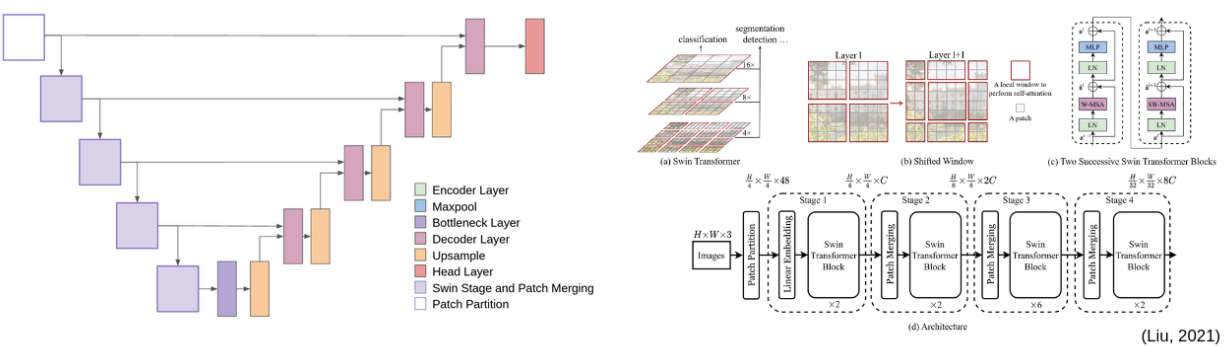 Encoder Layer
Maxpool
Bottleneck Layer
Decoder Layer
Upsample
Head Layer
Swin Stage and Patch Merging
Patch Partition
segmentation
classification
detection ...
16×
8×
4×
(a) Swin Transformer
Layer l
Layer l+1
A local window to
perform self-attention
A patch
(b) Shifted Window
z^l
z^{l+1}
MLP
MLP
LN
LN
ẑ^l
ẑ^{l+1}
W-MSA
SW-MSA
LN
LN
z^l
(c) Two Successive Swin Transformer Blocks
H/4 × W/4 × 48
H/4 × W/4 × C
H/8 × W/8 × 2C
H/32 × W/32 × 8C
Stage 1
Stage 2
Stage 3
Stage 4
H×W×3
Images
Patch Partition
Linear Embedding
Swin
Transformer
Block
×2
Patch Merging
Swin
Transformer
Block
×2
Patch Merging
Swin
Transformer
Block
×6
Patch Merging
Swin
Transformer
Block
×2
(d) Architecture
(Liu, 2021)